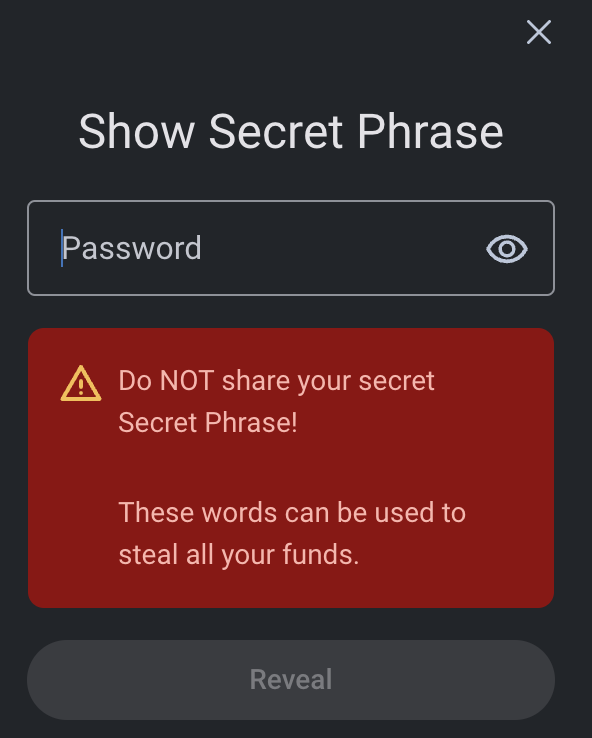 Show Secret Phrase
Password
Do NOT share your secret
Secret Phrase!
These words can be used to
steal all your funds.
Reveal